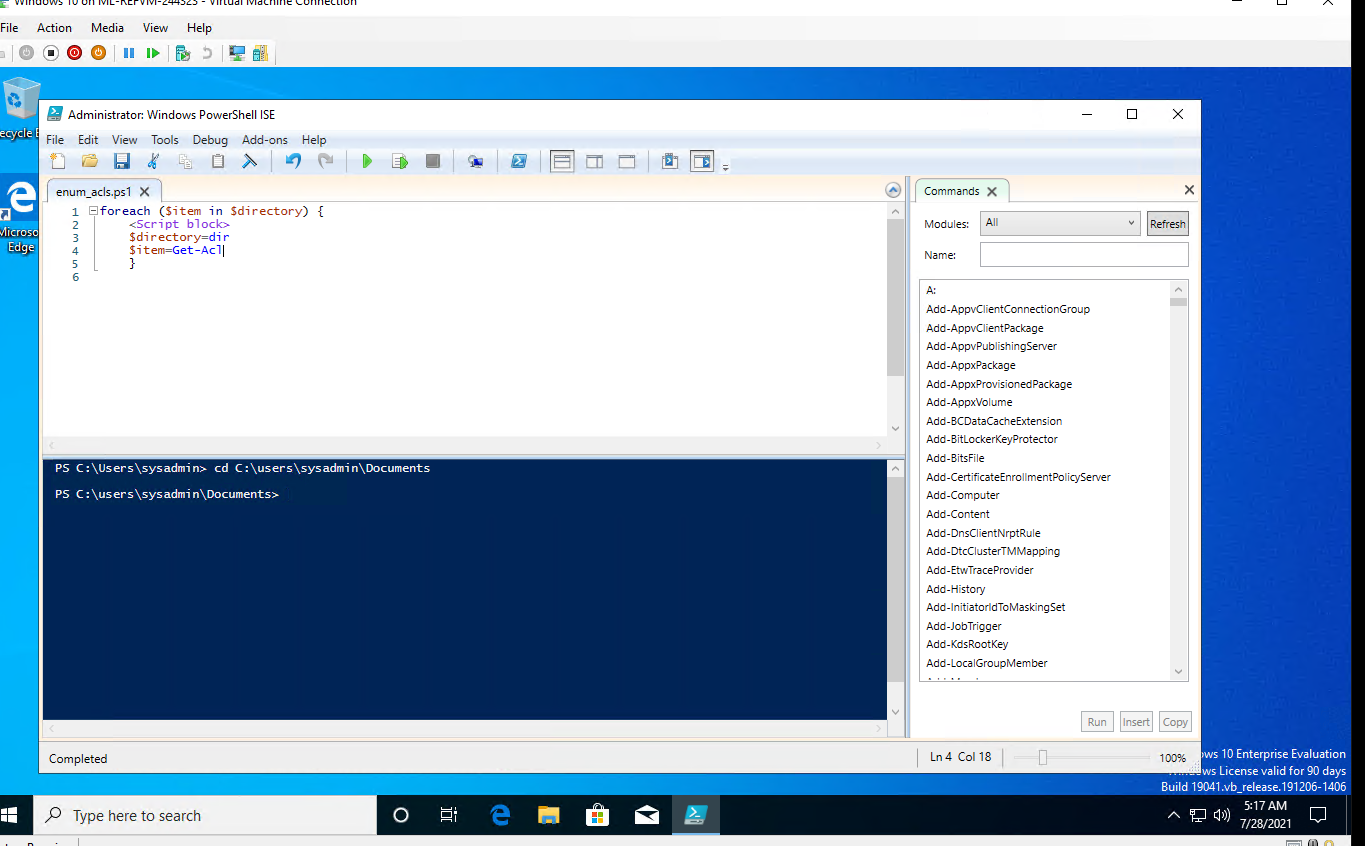 Windows 10 on ML-REFVM-244323 - Virtual Machine Connection
File Action Media View Help
Administrator: Windows PowerShell ISE
File Edit View Tools Debug Add-ons Help
enum_acls.ps1
1 foreach ($item in $directory) {
2 <Script block>
3 $directory=dir
4 $item=Get-Acl
5 }
6
PS C:\Users\sysadmin> cd C:\users\sysadmin\Documents
PS C:\users\sysadmin\Documents>
Commands
Modules: All Refresh
Name:
A:
Add-AppvClientConnectionGroup
Add-AppvClientPackage
Add-AppvPublishingServer
Add-AppxPackage
Add-AppxProvisionedPackage
Add-AppxVolume
Add-BCDataCacheExtension
Add-BitLockerKeyProtector
Add-BitsFile
Add-CertificateEnrollmentPolicyServer
Add-Computer
Add-Content
Add-DnsClientNrptRule
Add-DtcClusterTMMapping
Add-EtwTraceProvider
Add-History
Add-InitiatorIdToMaskingSet
Add-JobTrigger
Add-KdsRootKey
Add-LocalGroupMember
Run Insert Copy
Completed
Ln 4 Col 18
100%
ecycle
Microso
Edge
ws 10 Enterprise Evaluation
Windows License valid for 90 days
Build 19041.vb_release.191206-1406
Type here to search
5:17 AM
7/28/2021